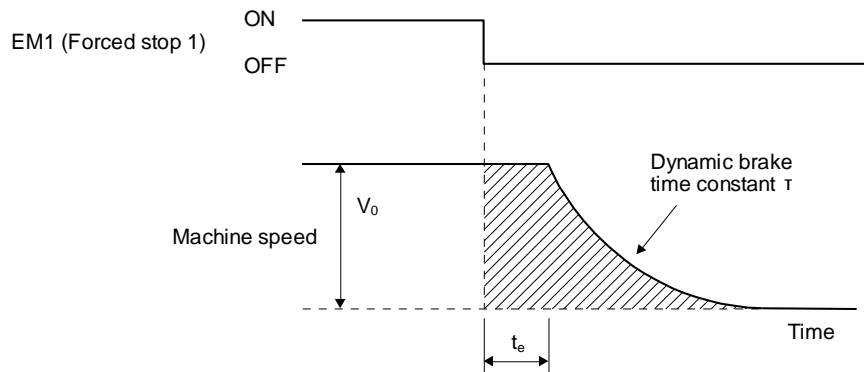 ON
EM1 (Forced stop 1)
OFF
Dynamic brake
time constant τ
V₀
Machine speed
Time
tₑ